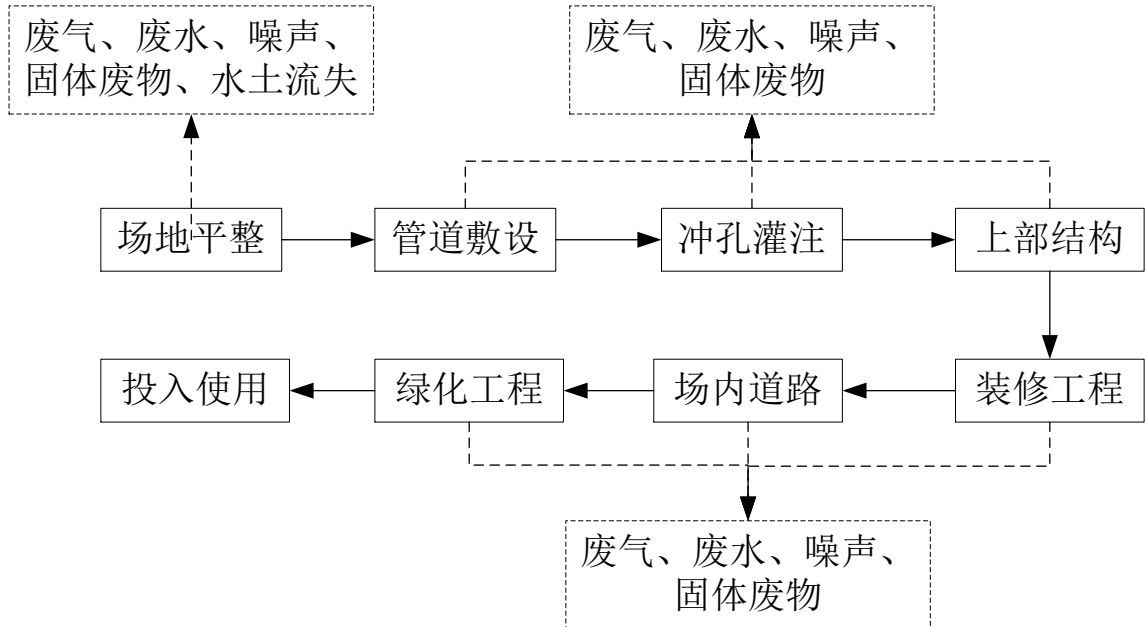 废气、废水、噪声、
固体废物、水土流失
废气、废水、噪声、
固体废物
场地平整
管道敷设
冲孔灌注
上部结构
投入使用
绿化工程
场内道路
装修工程
废气、废水、噪声、
固体废物